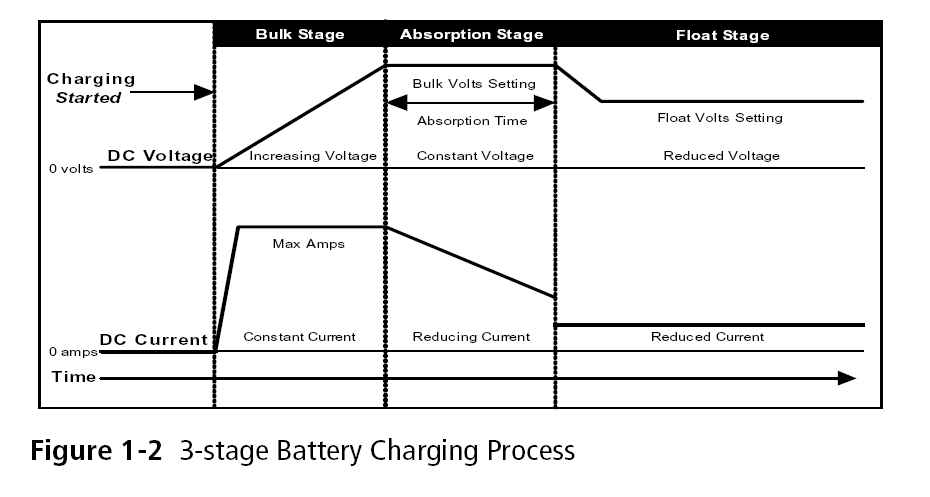 Bulk Stage
Absorption Stage
Float Stage
Charging
Started
Bulk Volts Setting
Absorption Time
Float Volts Setting
DC Voltage
0 volts
Increasing Voltage
Constant Voltage
Reduced Voltage
Max Amps
DC Current
0 amps
Constant Current
Reducing Current
Reduced Current
Time
Figure 1-2 3-stage Battery Charging Process